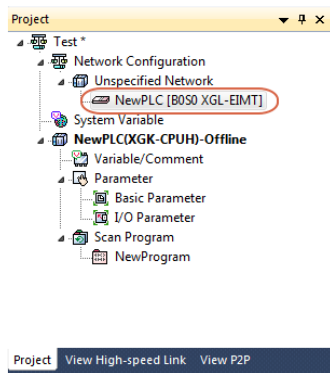 Project
Test *
Network Configuration
Unspecified Network
NewPLC [B0S0 XGL-EIMT]
System Variable
NewPLC(XGK-CPUH)-Offline
Variable/Comment
Parameter
Basic Parameter
I/O Parameter
Scan Program
NewProgram
Project View High-speed Link View P2P